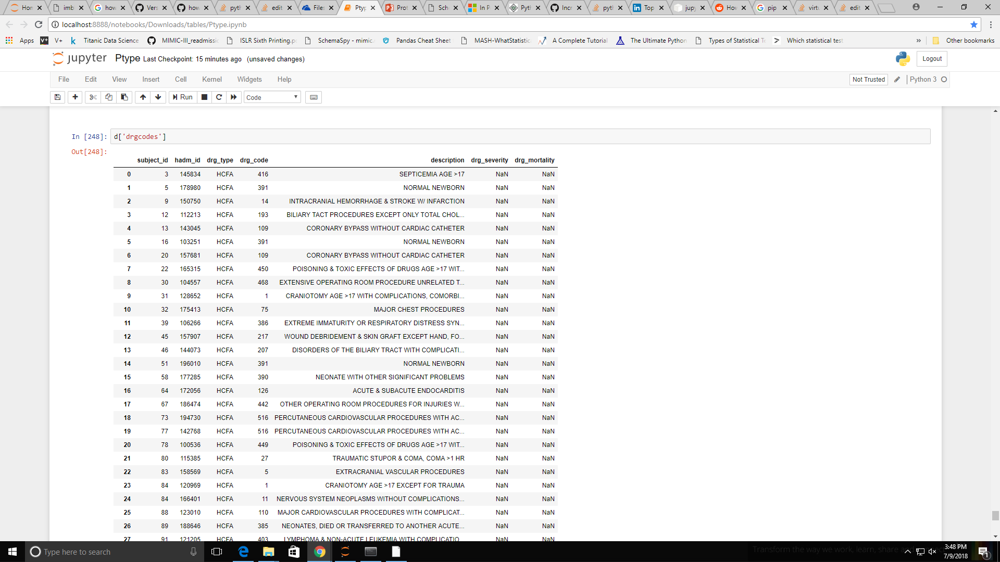 Hon imb how Vers how pyth edit Files Ptyp Prot Sche In P Pyth Incr pyth Top jupy How pip virtu edit
localhost:8888/notebooks/Downloads/tables/Ptype.ipynb
Apps V+ Titanic Data Science MIMIC-III_readmissi ISLR Sixth Printing.p SchemaSpy - mimic. Pandas Cheat Sheet MASH-WhatStatistic A Complete Tutorial The Ultimate Python Types of Statistical Te Which statistical test » Other bookmarks
jupyter Ptype Last Checkpoint: 15 minutes ago (unsaved changes) Logout
File Edit View Insert Cell Kernel Widgets Help Not Trusted Python 3
Run Code
In [248]: d['drgcodes']
Out[248]:
subject_id hadm_id drg_type drg_code description drg_severity drg_mortality
0 3 145834 HCFA 416 SEPTICEMIA AGE >17 NaN NaN
1 5 178980 HCFA 391 NORMAL NEWBORN NaN NaN
2 9 150750 HCFA 14 INTRACRANIAL HEMORRHAGE & STROKE W/ INFARCTION NaN NaN
3 12 112213 HCFA 193 BILIARY TACT PROCEDURES EXCEPT ONLY TOTAL CHOL... NaN NaN
4 13 143045 HCFA 109 CORONARY BYPASS WITHOUT CARDIAC CATHETER NaN NaN
5 16 103251 HCFA 391 NORMAL NEWBORN NaN NaN
6 20 157681 HCFA 109 CORONARY BYPASS WITHOUT CARDIAC CATHETER NaN NaN
7 22 165315 HCFA 450 POISONING & TOXIC EFFECTS OF DRUGS AGE >17 WIT... NaN NaN
8 30 104557 HCFA 468 EXTENSIVE OPERATING ROOM PROCEDURE UNRELATED T... NaN NaN
9 31 128652 HCFA 1 CRANIOTOMY AGE >17 WITH COMPLICATIONS, COMORBI... NaN NaN
10 32 175413 HCFA 75 MAJOR CHEST PROCEDURES NaN NaN
11 39 106266 HCFA 386 EXTREME IMMATURITY OR RESPIRATORY DISTRESS SYN... NaN NaN
12 45 157907 HCFA 217 WOUND DEBRIDEMENT & SKIN GRAFT EXCEPT HAND, FO... NaN NaN
13 46 144073 HCFA 207 DISORDERS OF THE BILIARY TRACT WITH COMPLICATI... NaN NaN
14 51 196010 HCFA 391 NORMAL NEWBORN NaN NaN
15 58 177285 HCFA 390 NEONATE WITH OTHER SIGNIFICANT PROBLEMS NaN NaN
16 64 172056 HCFA 126 ACUTE & SUBACUTE ENDOCARDITIS NaN NaN
17 67 186474 HCFA 442 OTHER OPERATING ROOM PROCEDURES FOR INJURIES W... NaN NaN
18 73 194730 HCFA 516 PERCUTANEOUS CARDIOVASCULAR PROCEDURES WITH AC... NaN NaN
19 77 142768 HCFA 516 PERCUTANEOUS CARDIOVASCULAR PROCEDURES WITH AC... NaN NaN
20 78 100536 HCFA 449 POISONING & TOXIC EFFECTS OF DRUGS AGE >17 WIT... NaN NaN
21 80 115385 HCFA 27 TRAUMATIC STUPOR & COMA, COMA >1 HR NaN NaN
22 83 158569 HCFA 5 EXTRACRANIAL VASCULAR PROCEDURES NaN NaN
23 84 120969 HCFA 1 CRANIOTOMY AGE >17 EXCEPT FOR TRAUMA NaN NaN
24 84 166401 HCFA 11 NERVOUS SYSTEM NEOPLASMS WITHOUT COMPLICATIONS... NaN NaN
25 88 123010 HCFA 110 MAJOR CARDIOVASCULAR PROCEDURES WITH COMPLICAT... NaN NaN
26 89 188646 HCFA 385 NEONATES, DIED OR TRANSFERRED TO ANOTHER ACUTE... NaN NaN
27 91 121205 HCFA 403 LYMPHOMA & NON-ACUTE LEUKEMIA WITH COMPLICATIO... NaN NaN
Type here to search Transform the way we work, learn, share and 3:48 PM
7/9/2018 1